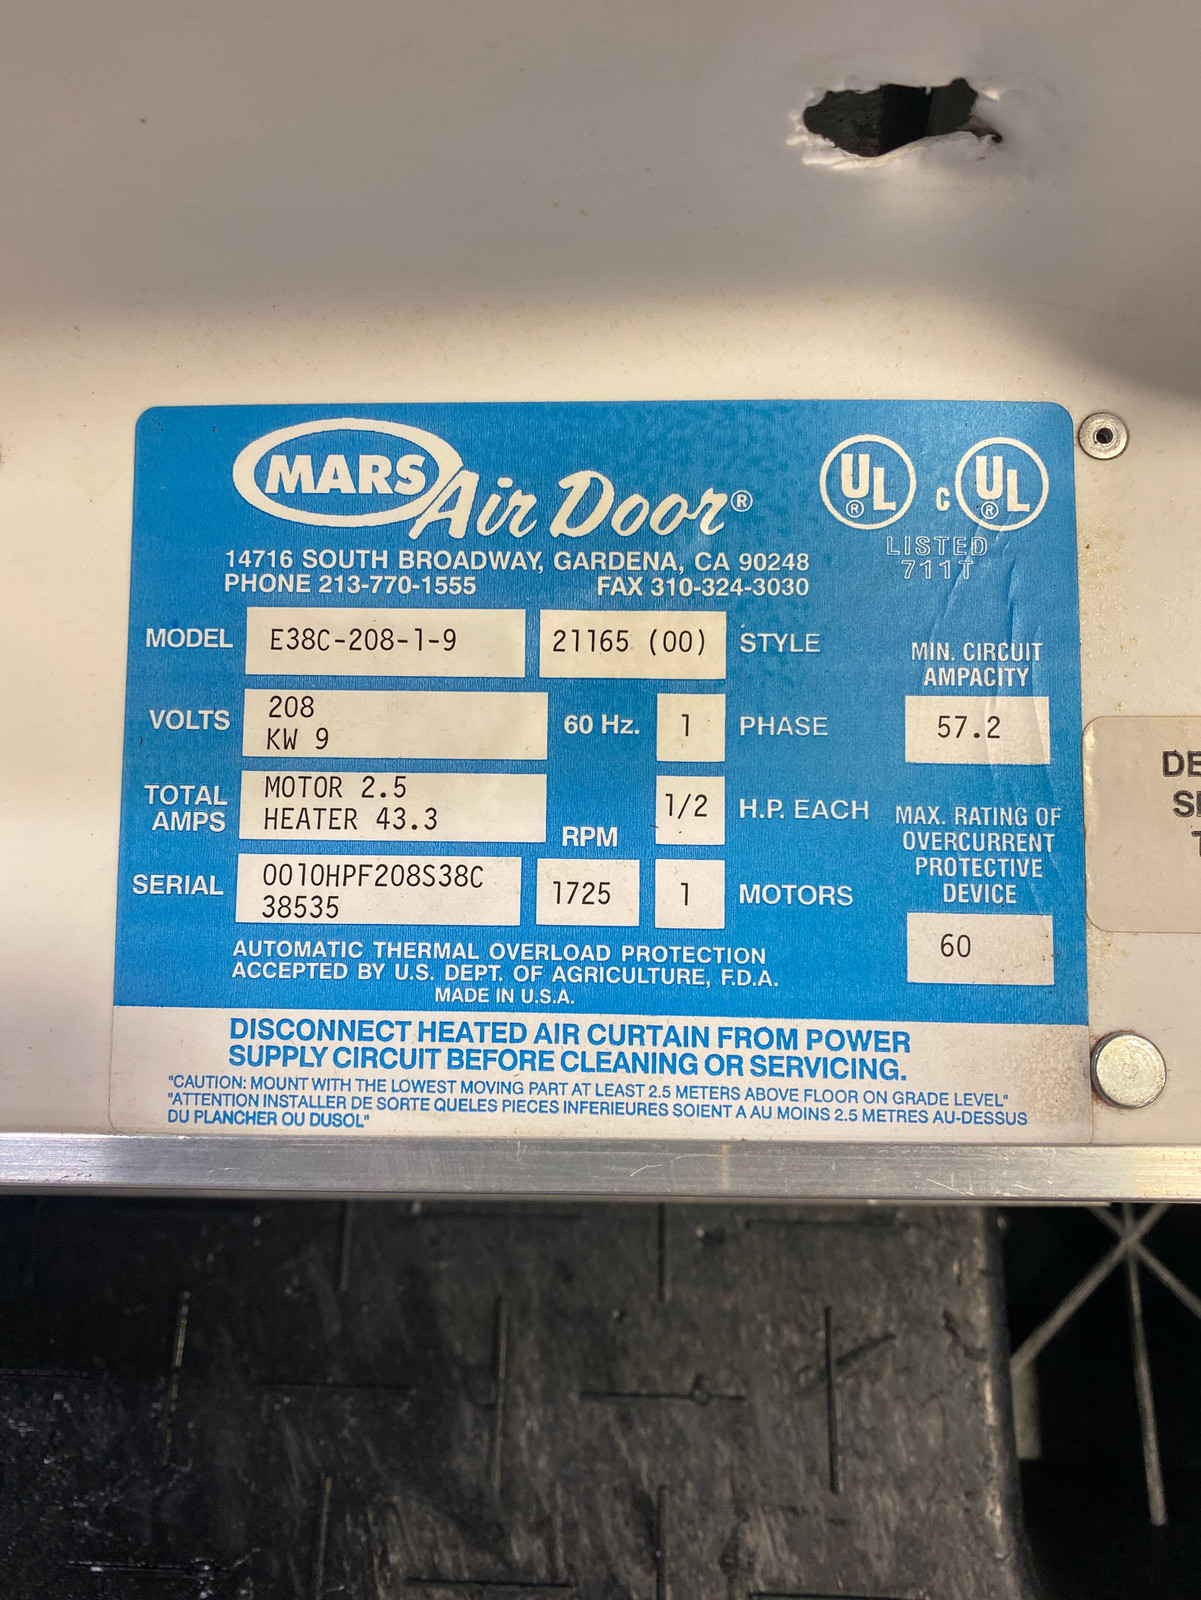 MARS Air Door®
UL® C UL®
LISTED
711T
14716 SOUTH BROADWAY, GARDENA, CA 90248
PHONE 213-770-1555 FAX 310-324-3030
MODEL E38C-208-1-9 21165 (00) STYLE
MIN. CIRCUIT
AMPACITY
57.2
VOLTS 208
KW 9
60 Hz. 1 PHASE
TOTAL
AMPS
MOTOR 2.5
HEATER 43.3
1/2 H.P. EACH
MAX. RATING OF
OVERCURRENT
PROTECTIVE
DEVICE
60
SERIAL 0010HPF208S38C
38535
RPM
1725 1 MOTORS
AUTOMATIC THERMAL OVERLOAD PROTECTION
ACCEPTED BY U.S. DEPT. OF AGRICULTURE, F.D.A.
MADE IN U.S.A.
DISCONNECT HEATED AIR CURTAIN FROM POWER
SUPPLY CIRCUIT BEFORE CLEANING OR SERVICING.
"CAUTION: MOUNT WITH THE LOWEST MOVING PART AT LEAST 2.5 METERS ABOVE FLOOR ON GRADE LEVEL"
"ATTENTION INSTALLER DE SORTE QUELES PIECES INFERIEURES SOIENT A AU MOINS 2.5 METRES AU-DESSUS
DU PLANCHER OU DUSOL"